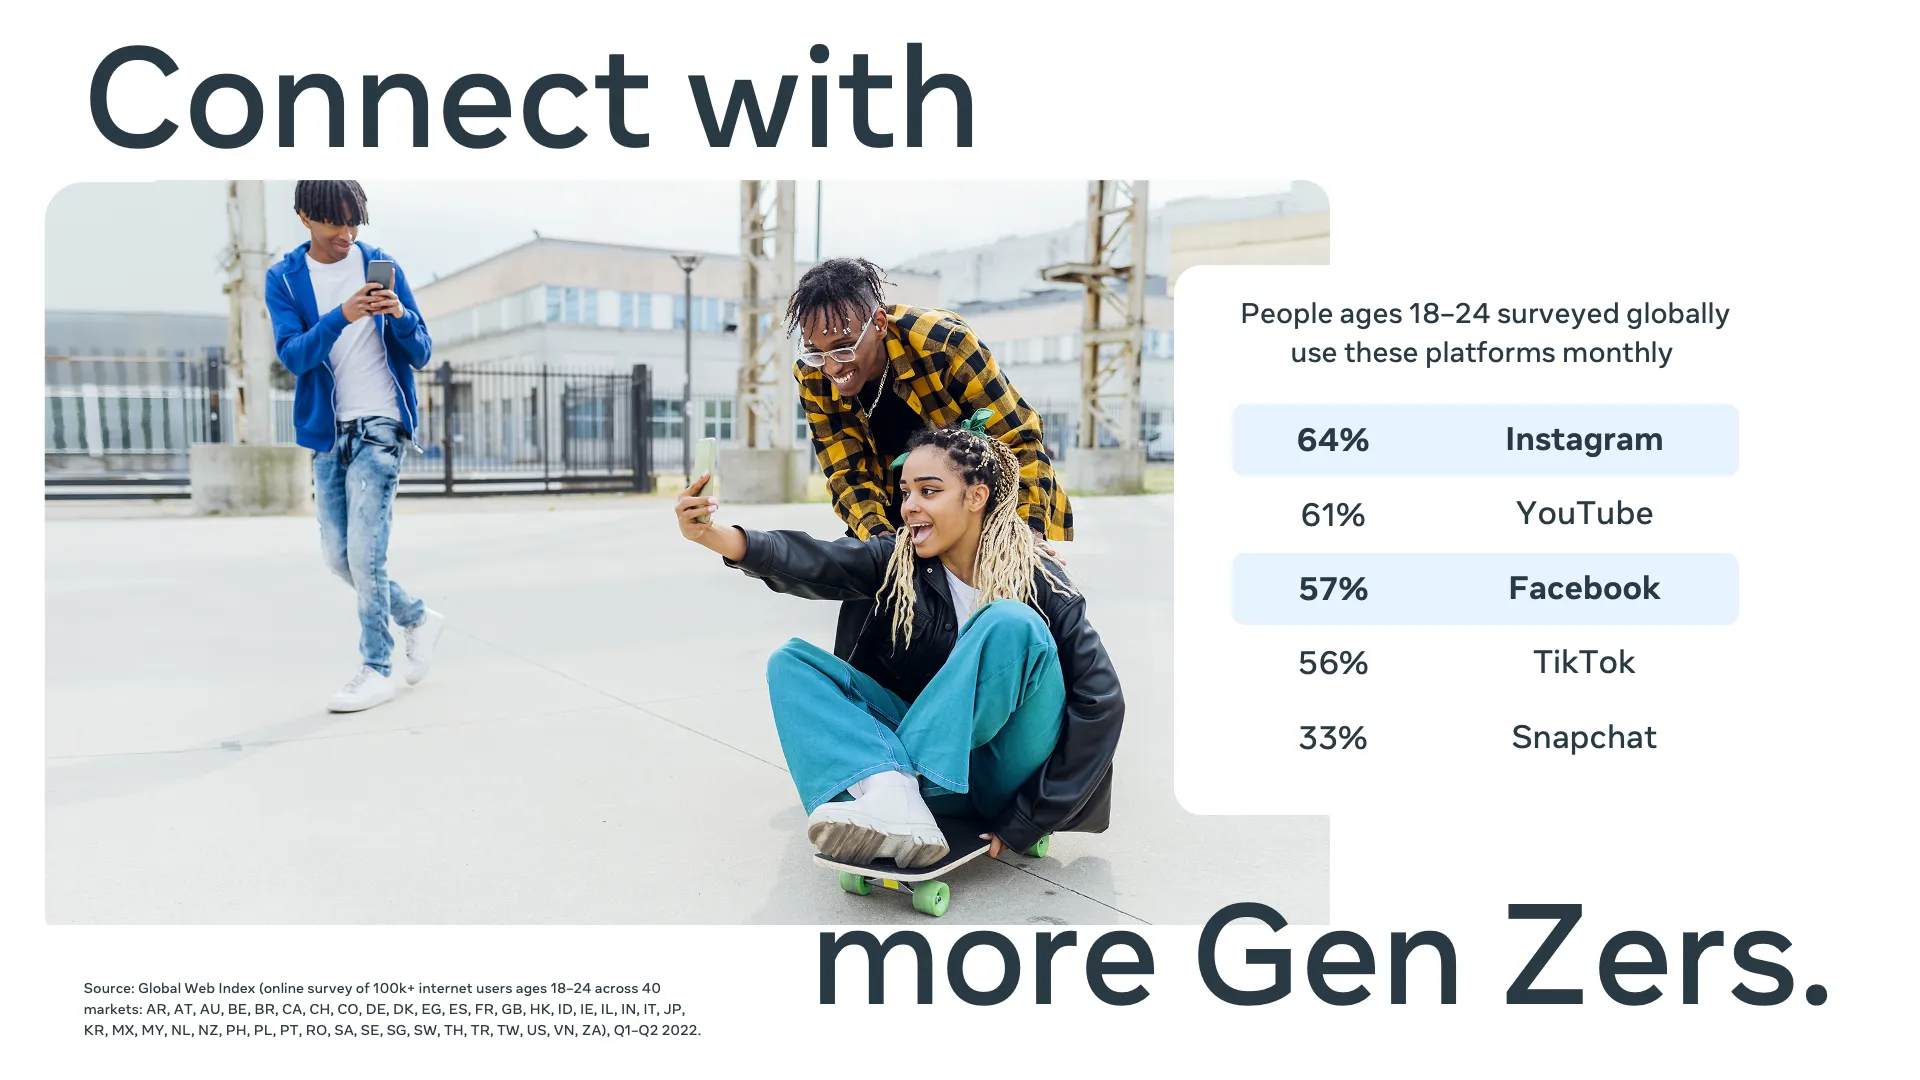 Connect with
People ages 18–24 surveyed globally
use these platforms monthly
64% Instagram
61% YouTube
57% Facebook
56% TikTok
33% Snapchat
more Gen Zers.
Source: Global Web Index (online survey of 100k+ internet users ages 18–24 across 40
markets: AR, AT, AU, BE, BR, CA, CH, CO, DE, DK, EG, ES, FR, GB, HK, ID, IE, IL, IN, IT, JP,
KR, MX, MY, NL, NZ, PH, PL, PT, RO, SA, SE, SG, SW, TH, TR, TW, US, VN, ZA), Q1–Q2 2022.